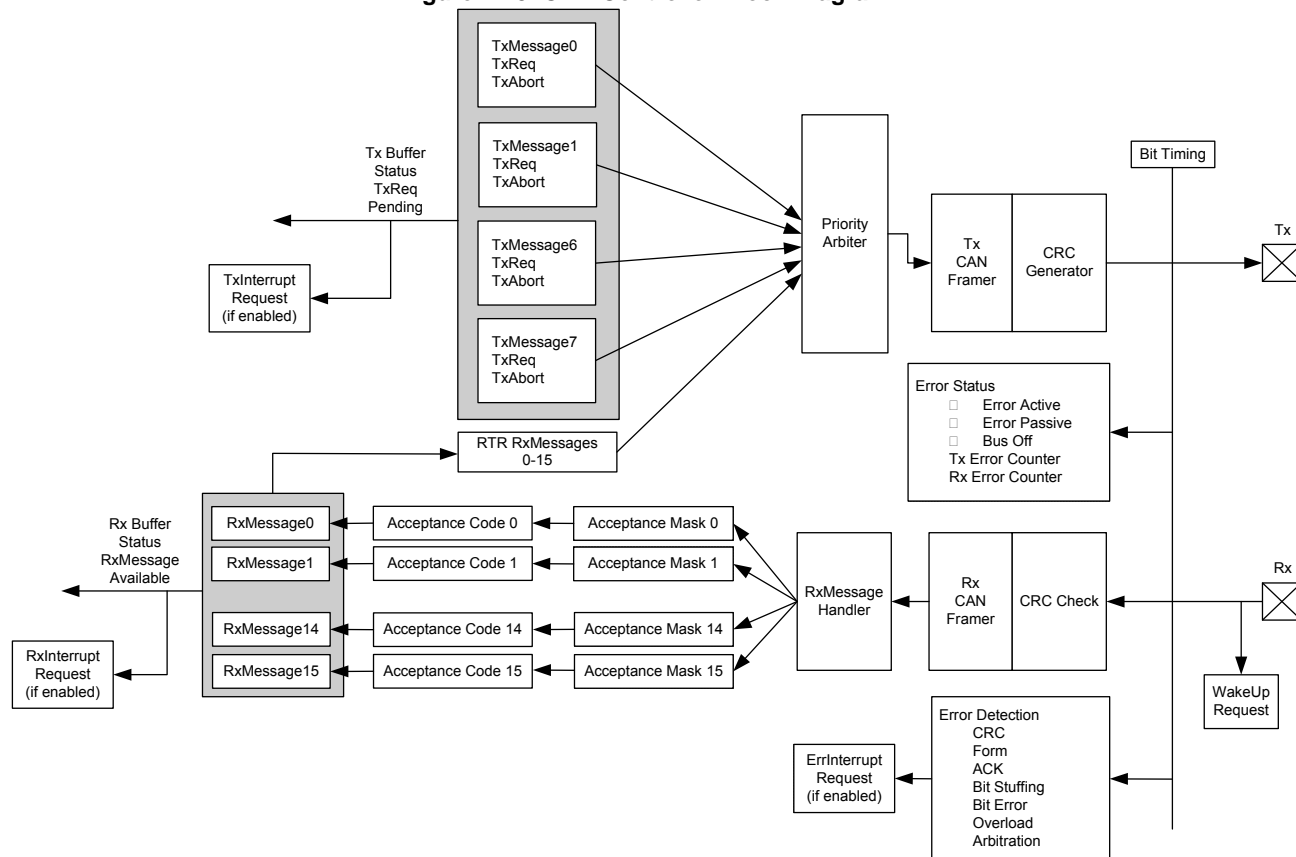 TxMessage0
TxReq
TxAbort
TxMessage1
TxReq
TxAbort
TxMessage6
TxReq
TxAbort
TxMessage7
TxReq
TxAbort
Tx Buffer
Status
TxReq
Pending
TxInterrupt
Request
(if enabled)
Priority
Arbiter
Tx
CAN
Framer
CRC
Generator
Bit Timing
Tx
Error Status
Error Active
Error Passive
Bus Off
Tx Error Counter
Rx Error Counter
RTR RxMessages
0-15
Rx Buffer
Status
RxMessage
Available
RxInterrupt
Request
(if enabled)
RxMessage0
Acceptance Code 0
Acceptance Mask 0
RxMessage1
Acceptance Code 1
Acceptance Mask 1
RxMessage14
Acceptance Code 14
Acceptance Mask 14
RxMessage15
Acceptance Code 15
Acceptance Mask 15
RxMessage
Handler
Rx
CAN
Framer
CRC Check
Rx
WakeUp
Request
Error Detection
CRC
Form
ACK
Bit Stuffing
Bit Error
Overload
Arbitration
ErrInterrupt
Request
(if enabled)